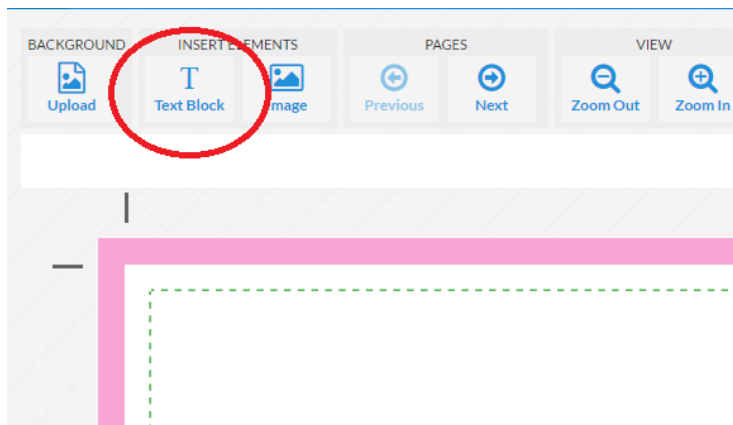 BACKGROUND INSERT ELEMENTS PAGES VIEW
Upload Text Block Image Previous Next Zoom Out Zoom In